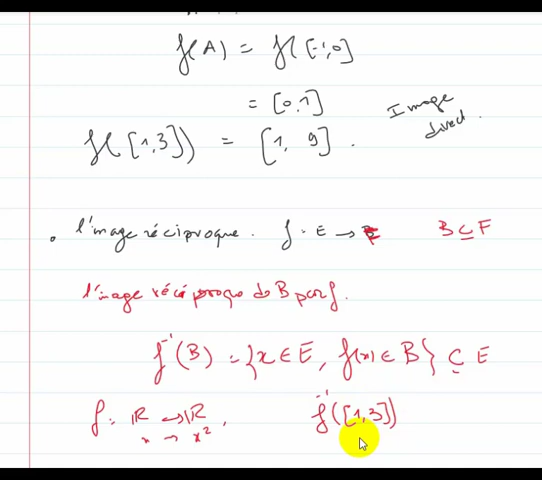 f(A) = f([-1,0])
= [0,1]
f([1,3]) = [1, 9].
Image direct.
• l'image réciproque. f: E → F B ⊆ F
l'image réciproque de B par f.
f⁻¹(B) = {x ∈ E, f(x) ∈ B} ⊆ E
f: ℝ → ℝ, f⁻¹([1,3])
x → x²